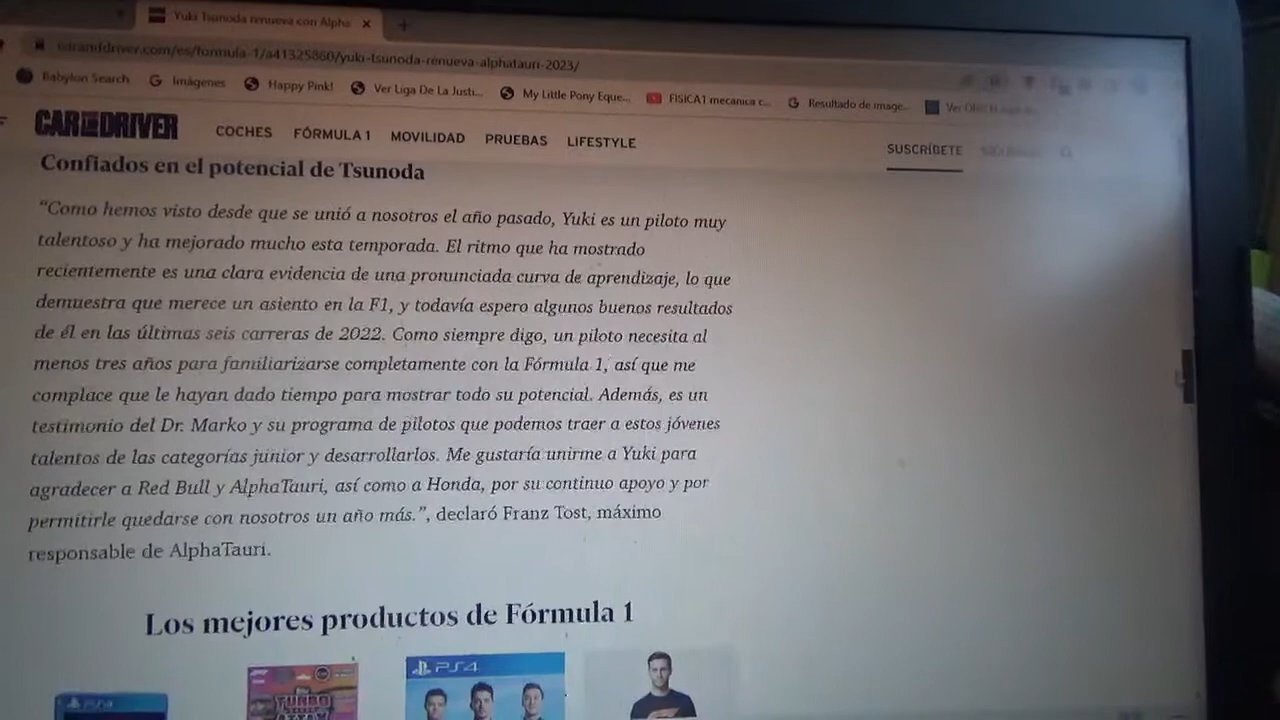 Yuki Tsunoda renueva con Alpha
caranddriver.com/es/formula-1/a41325860/yuki-tsunoda-renueva-alphatauri-2023/
Babylon Search
Imágenes
Happy Pink!
Ver Liga De La Justi...
My Little Pony Eque...
FISICA1 mecanica c...
Resultado de image...
CAR AND DRIVER
COCHES FÓRMULA 1 MOVILIDAD PRUEBAS LIFESTYLE
SUSCRÍBETE
Confiados en el potencial de Tsunoda
“Como hemos visto desde que se unió a nosotros el año pasado, Yuki es un piloto muy
talentoso y ha mejorado mucho esta temporada. El ritmo que ha mostrado
recientemente es una clara evidencia de una pronunciada curva de aprendizaje, lo que
demuestra que merece un asiento en la F1, y todavía espero algunos buenos resultados
de él en las últimas seis carreras de 2022. Como siempre digo, un piloto necesita al
menos tres años para familiarizarse completamente con la Fórmula 1, así que me
complace que le hayan dado tiempo para mostrar todo su potencial. Además, es un
testimonio del Dr. Marko y su programa de pilotos que podemos traer a estos jóvenes
talentos de las categorías junior y desarrollarlos. Me gustaría unirme a Yuki para
agradecer a Red Bull y AlphaTauri, así como a Honda, por su continuo apoyo y por
permitirle quedarse con nosotros un año más.”, declaró Franz Tost, máximo
responsable de AlphaTauri.
Los mejores productos de Fórmula 1
PS4
TURBO
ATTAX
PS4